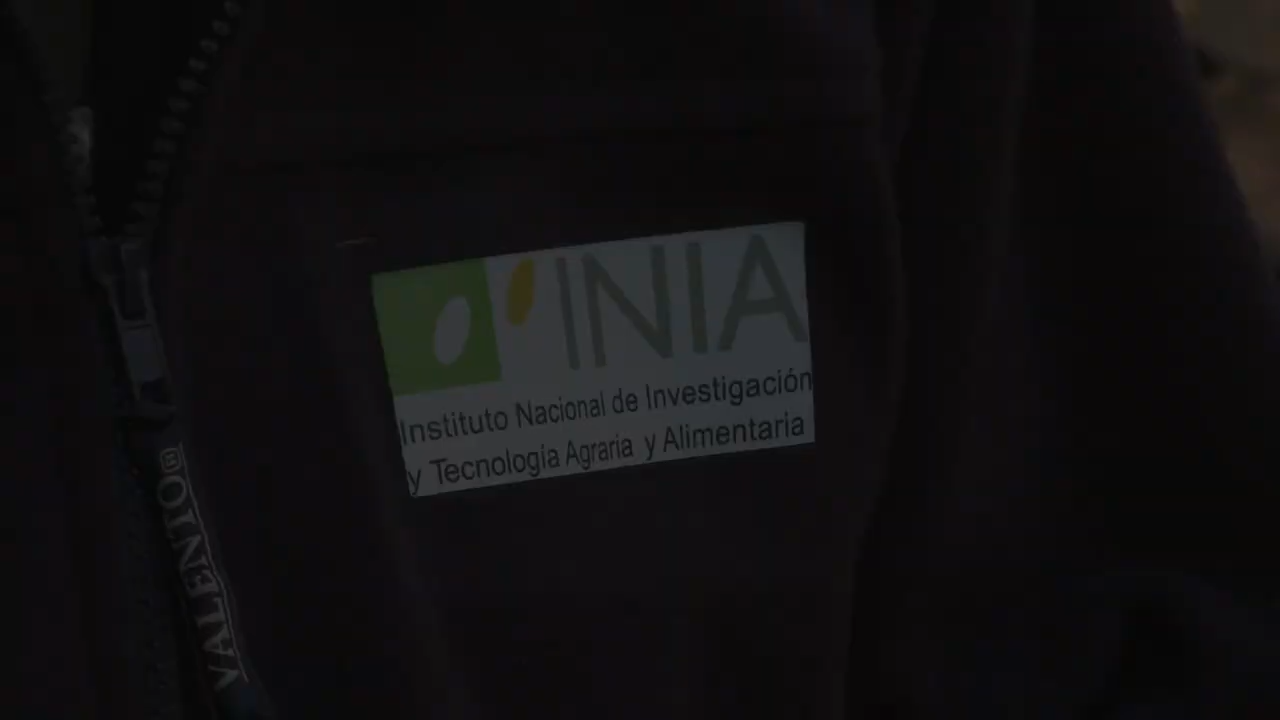 INIA
Instituto Nacional de Investigación
y Tecnología Agraria y Alimentaria
VALENTO®